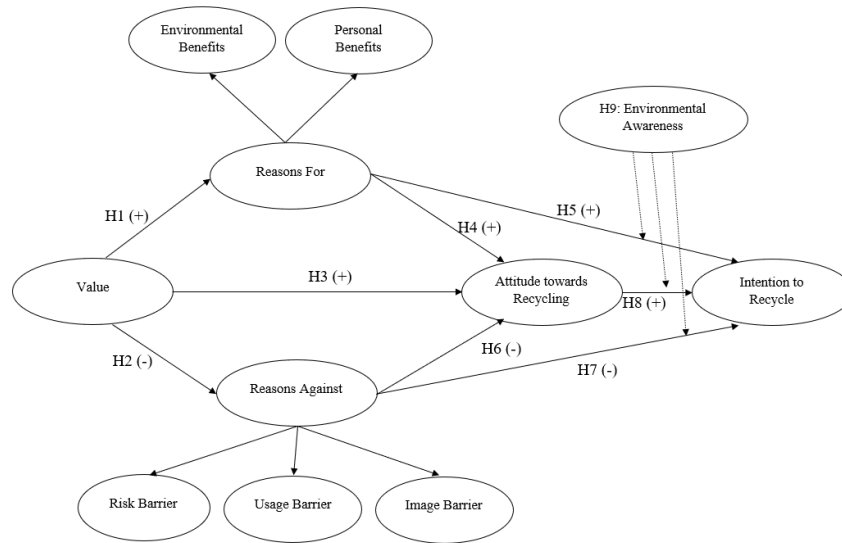 Environmental
Benefits
Personal
Benefits
H9: Environmental
Awareness
Reasons For
H1 (+)
H5 (+)
H4 (+)
H3 (+)
Value
Attitude towards
Recycling
Intention to
Recycle
H8 (+)
H6 (-)
H2 (-)
H7 (-)
Reasons Against
Risk Barrier
Usage Barrier
Image Barrier